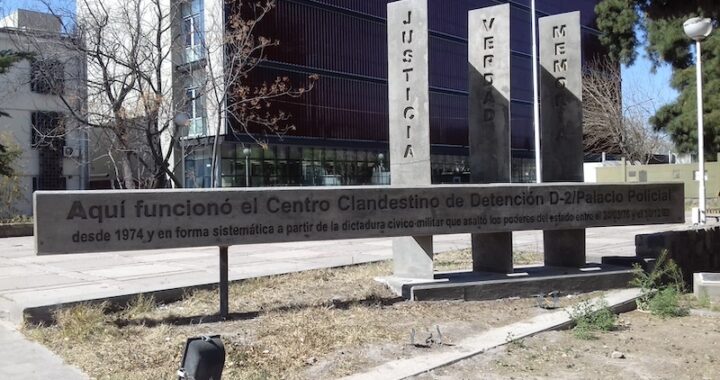 JUSTICIA
VERDAD
MEMORIA
Aquí funcionó el Centro Clandestino de Detención D-2/Palacio Policial
desde 1974 y en forma sistemática a partir de la dictadura cívico-militar que asaltó los poderes del estado entre el